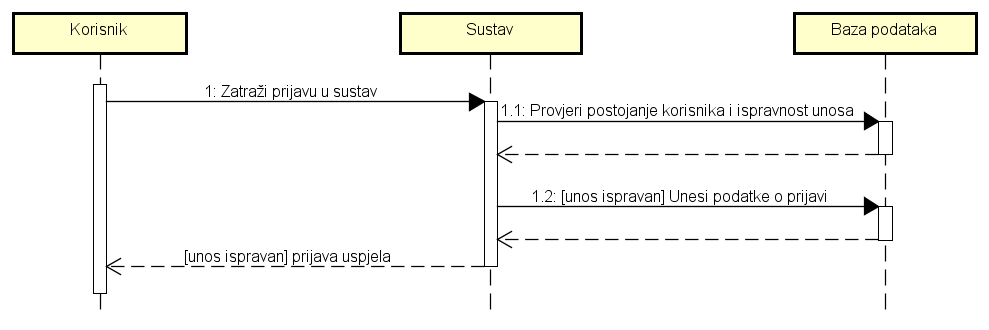 Korisnik
Sustav
Baza podataka
1: Zatraži prijavu u sustav
1.1: Provjeri postojanje korisnika i ispravnost unosa
1.2: [unos ispravan] Unesi podatke o prijavi
[unos ispravan] prijava uspjela